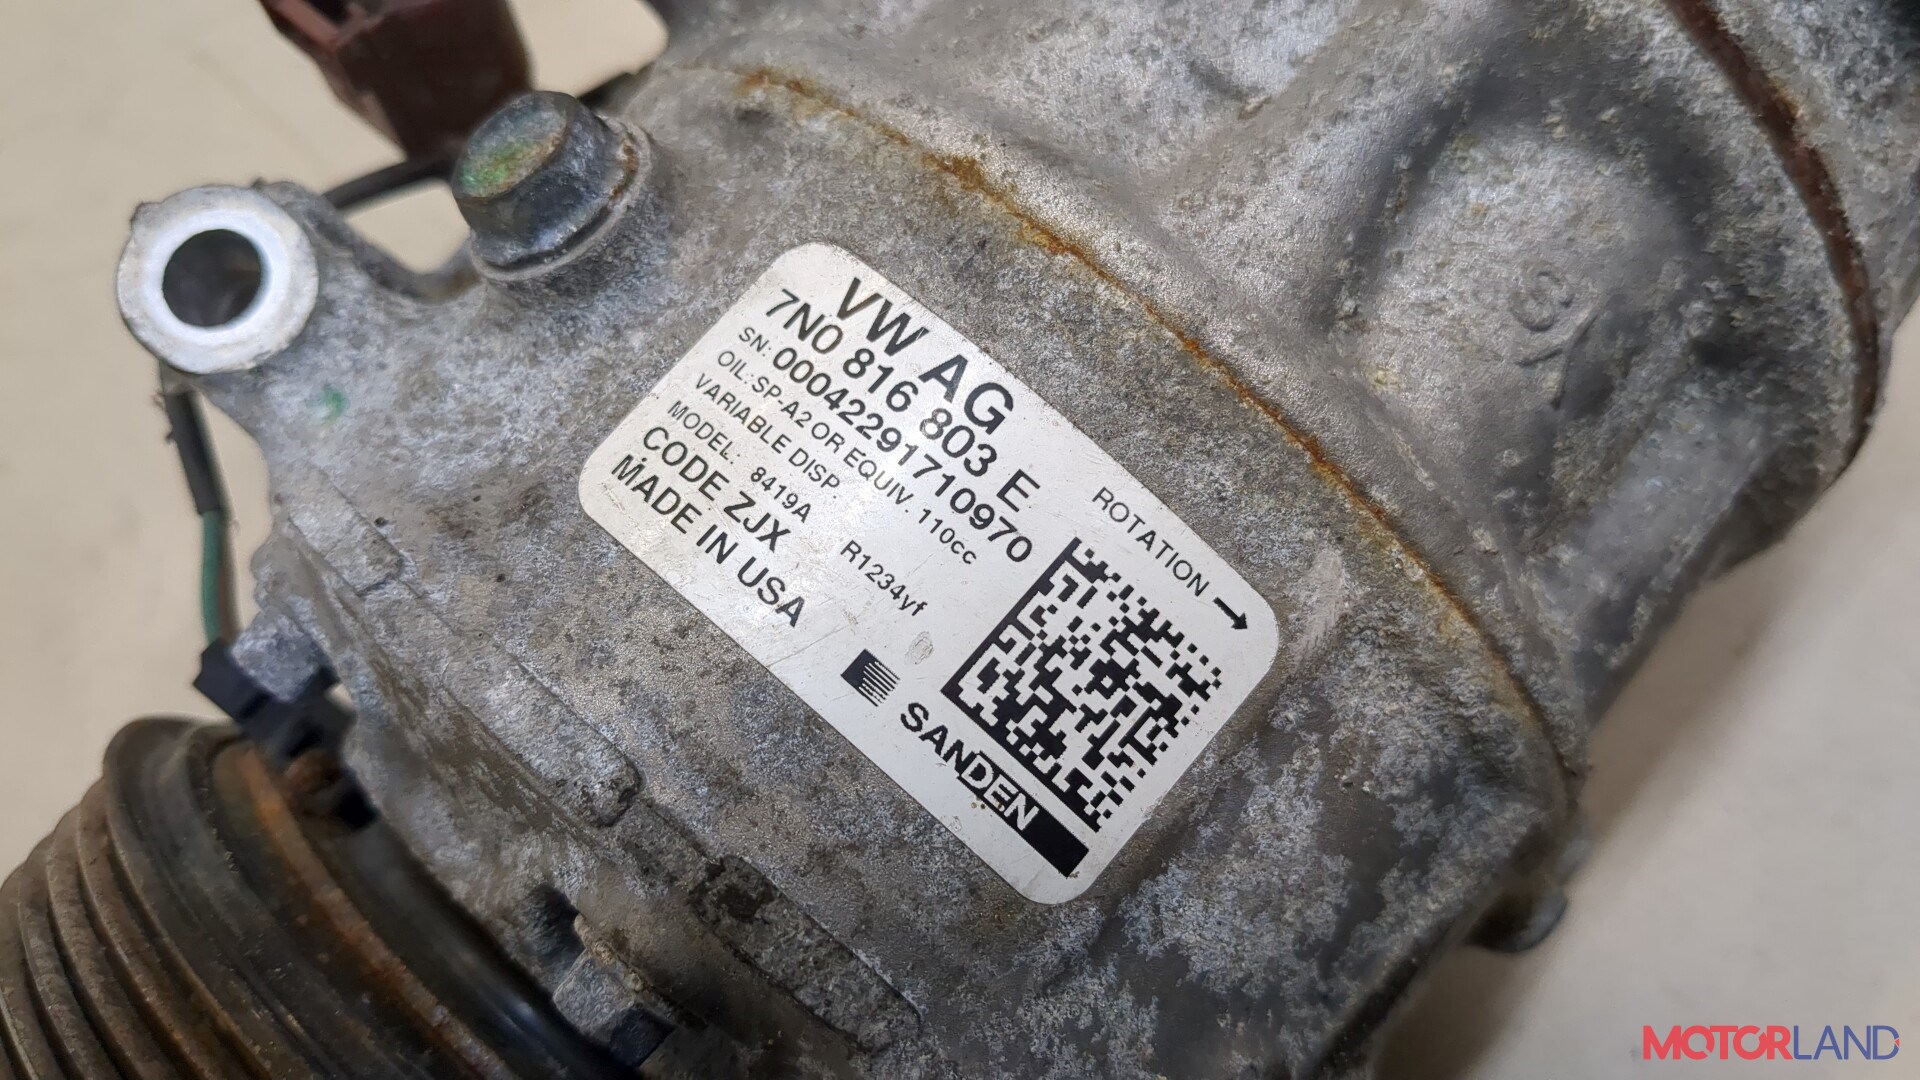 VW AG
7N0 816 803 E
SN: 00042291710970
OIL: SP-A2 OR EQUIV. 110cc
VARIABLE DISP.
MODEL: 8419A R1234yf
CODE ZJX
MADE IN USA
ROTATION →
SANDEN
MOTORLAND